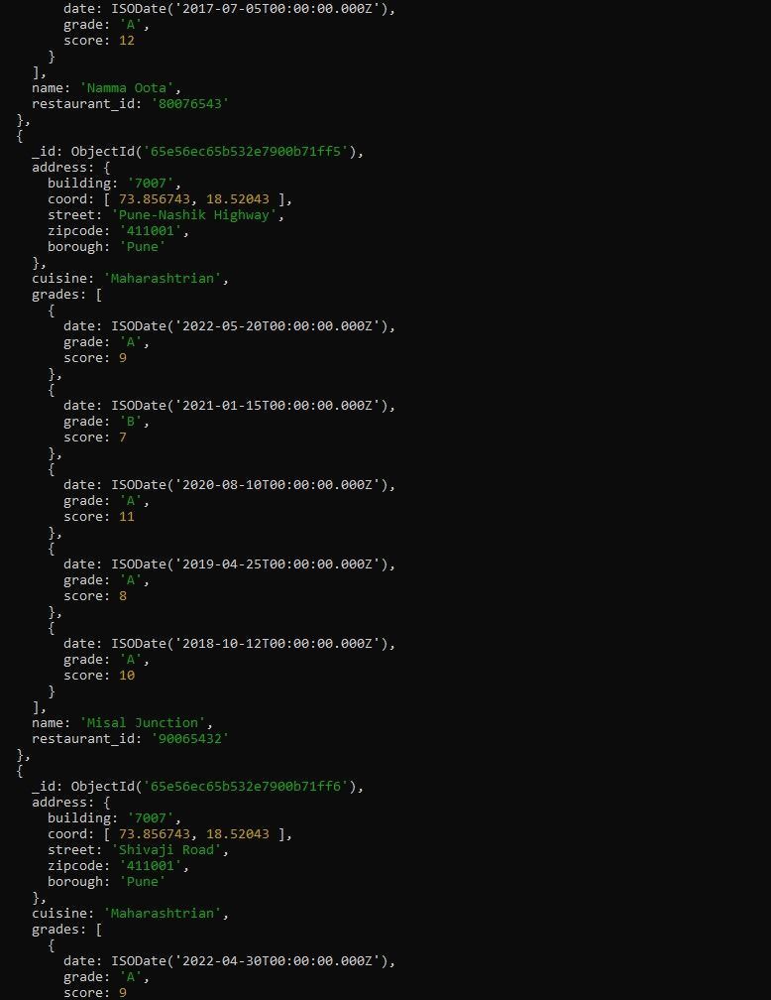 date: ISODate('2017-07-05T00:00:00.000Z'),
      grade: 'A',
      score: 12
    }
  ],
  name: 'Namma Oota',
  restaurant_id: '80076543'
},
{
  _id: ObjectId('65e56ec65b532e7900b71ff5'),
  address: {
    building: '7007',
    coord: [ 73.856743, 18.52043 ],
    street: 'Pune-Nashik Highway',
    zipcode: '411001',
    borough: 'Pune'
  },
  cuisine: 'Maharashtrian',
  grades: [
    {
      date: ISODate('2022-05-20T00:00:00.000Z'),
      grade: 'A',
      score: 9
    },
    {
      date: ISODate('2021-01-15T00:00:00.000Z'),
      grade: 'B',
      score: 7
    },
    {
      date: ISODate('2020-08-10T00:00:00.000Z'),
      grade: 'A',
      score: 11
    },
    {
      date: ISODate('2019-04-25T00:00:00.000Z'),
      grade: 'A',
      score: 8
    },
    {
      date: ISODate('2018-10-12T00:00:00.000Z'),
      grade: 'A',
      score: 10
    }
  ],
  name: 'Misal Junction',
  restaurant_id: '90065432'
},
{
  _id: ObjectId('65e56ec65b532e7900b71ff6'),
  address: {
    building: '7007',
    coord: [ 73.856743, 18.52043 ],
    street: 'Shivaji Road',
    zipcode: '411001',
    borough: 'Pune'
  },
  cuisine: 'Maharashtrian',
  grades: [
    {
      date: ISODate('2022-04-30T00:00:00.000Z'),
      grade: 'A',
      score: 9